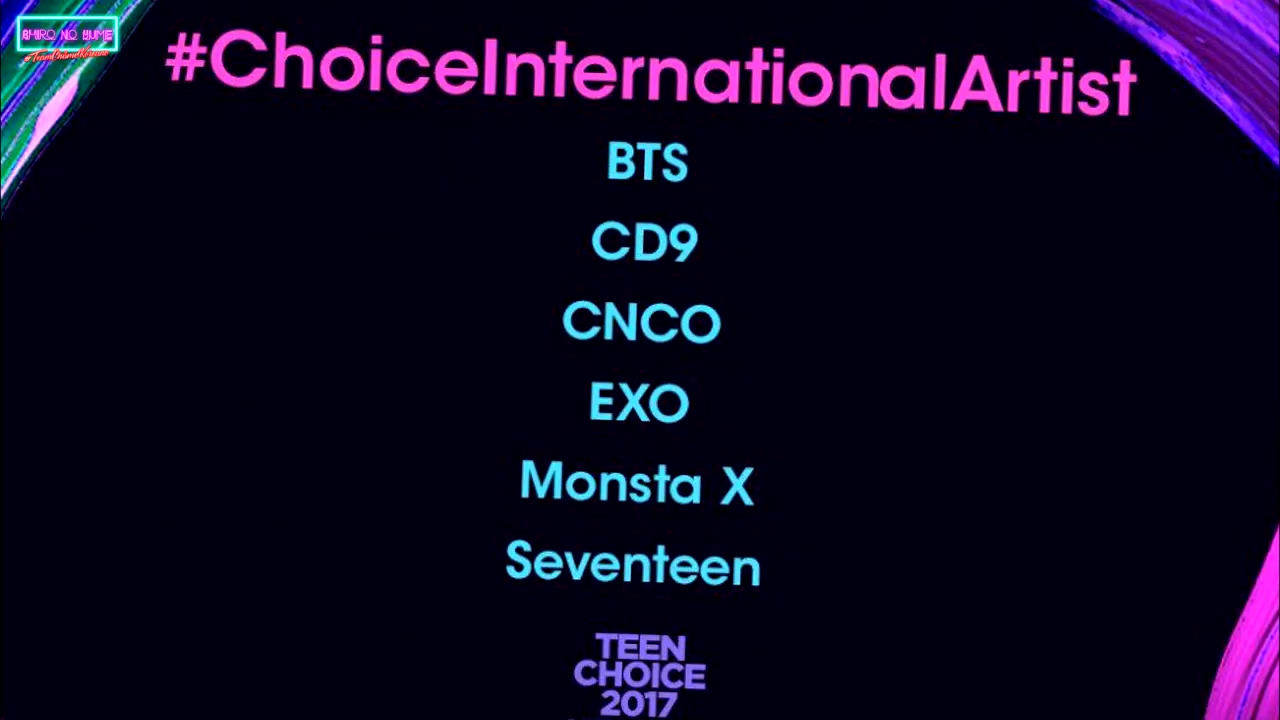 #ChoiceInternationalArtist
BTS
CD9
CNCO
EXO
Monsta X
Seventeen
TEEN
CHOICE
2017